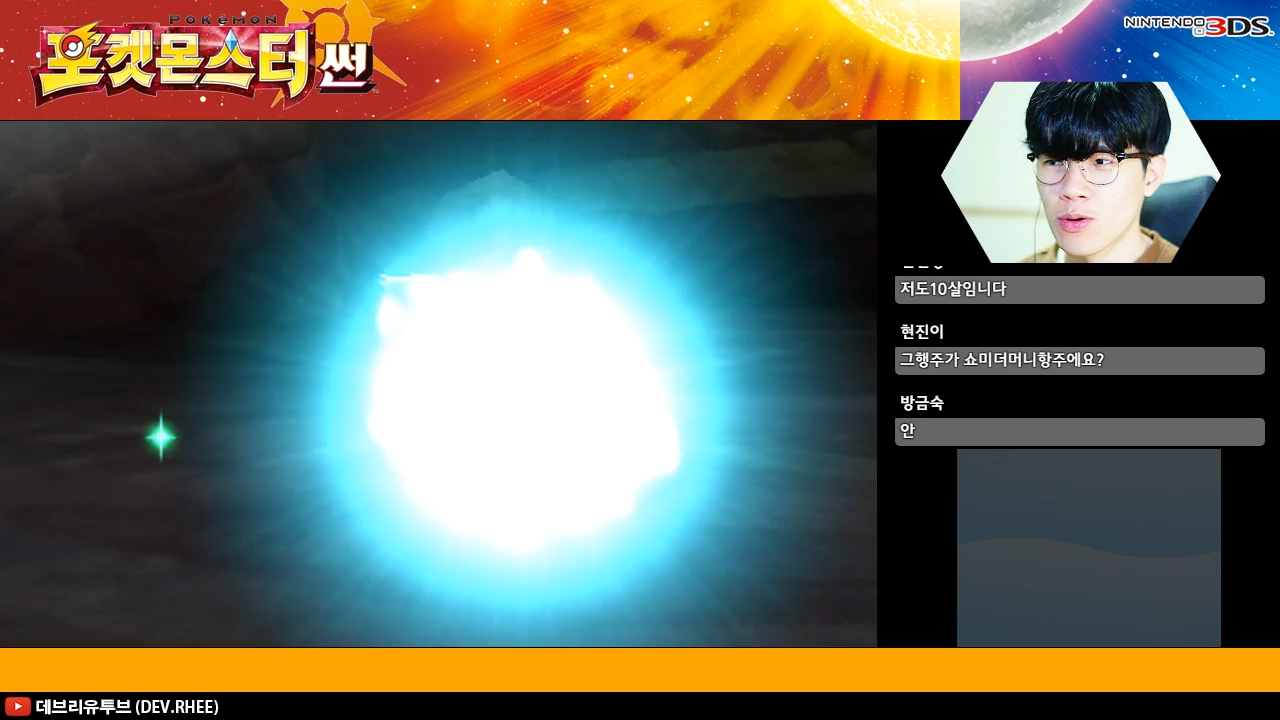 POKéMON
포켓몬스터 썬
NINTENDO 3DS
저도10살임니다
현진이
그행주가 쇼미더머니항주에요?
방금숙
안
데브리유투브 (DEV.RHEE)